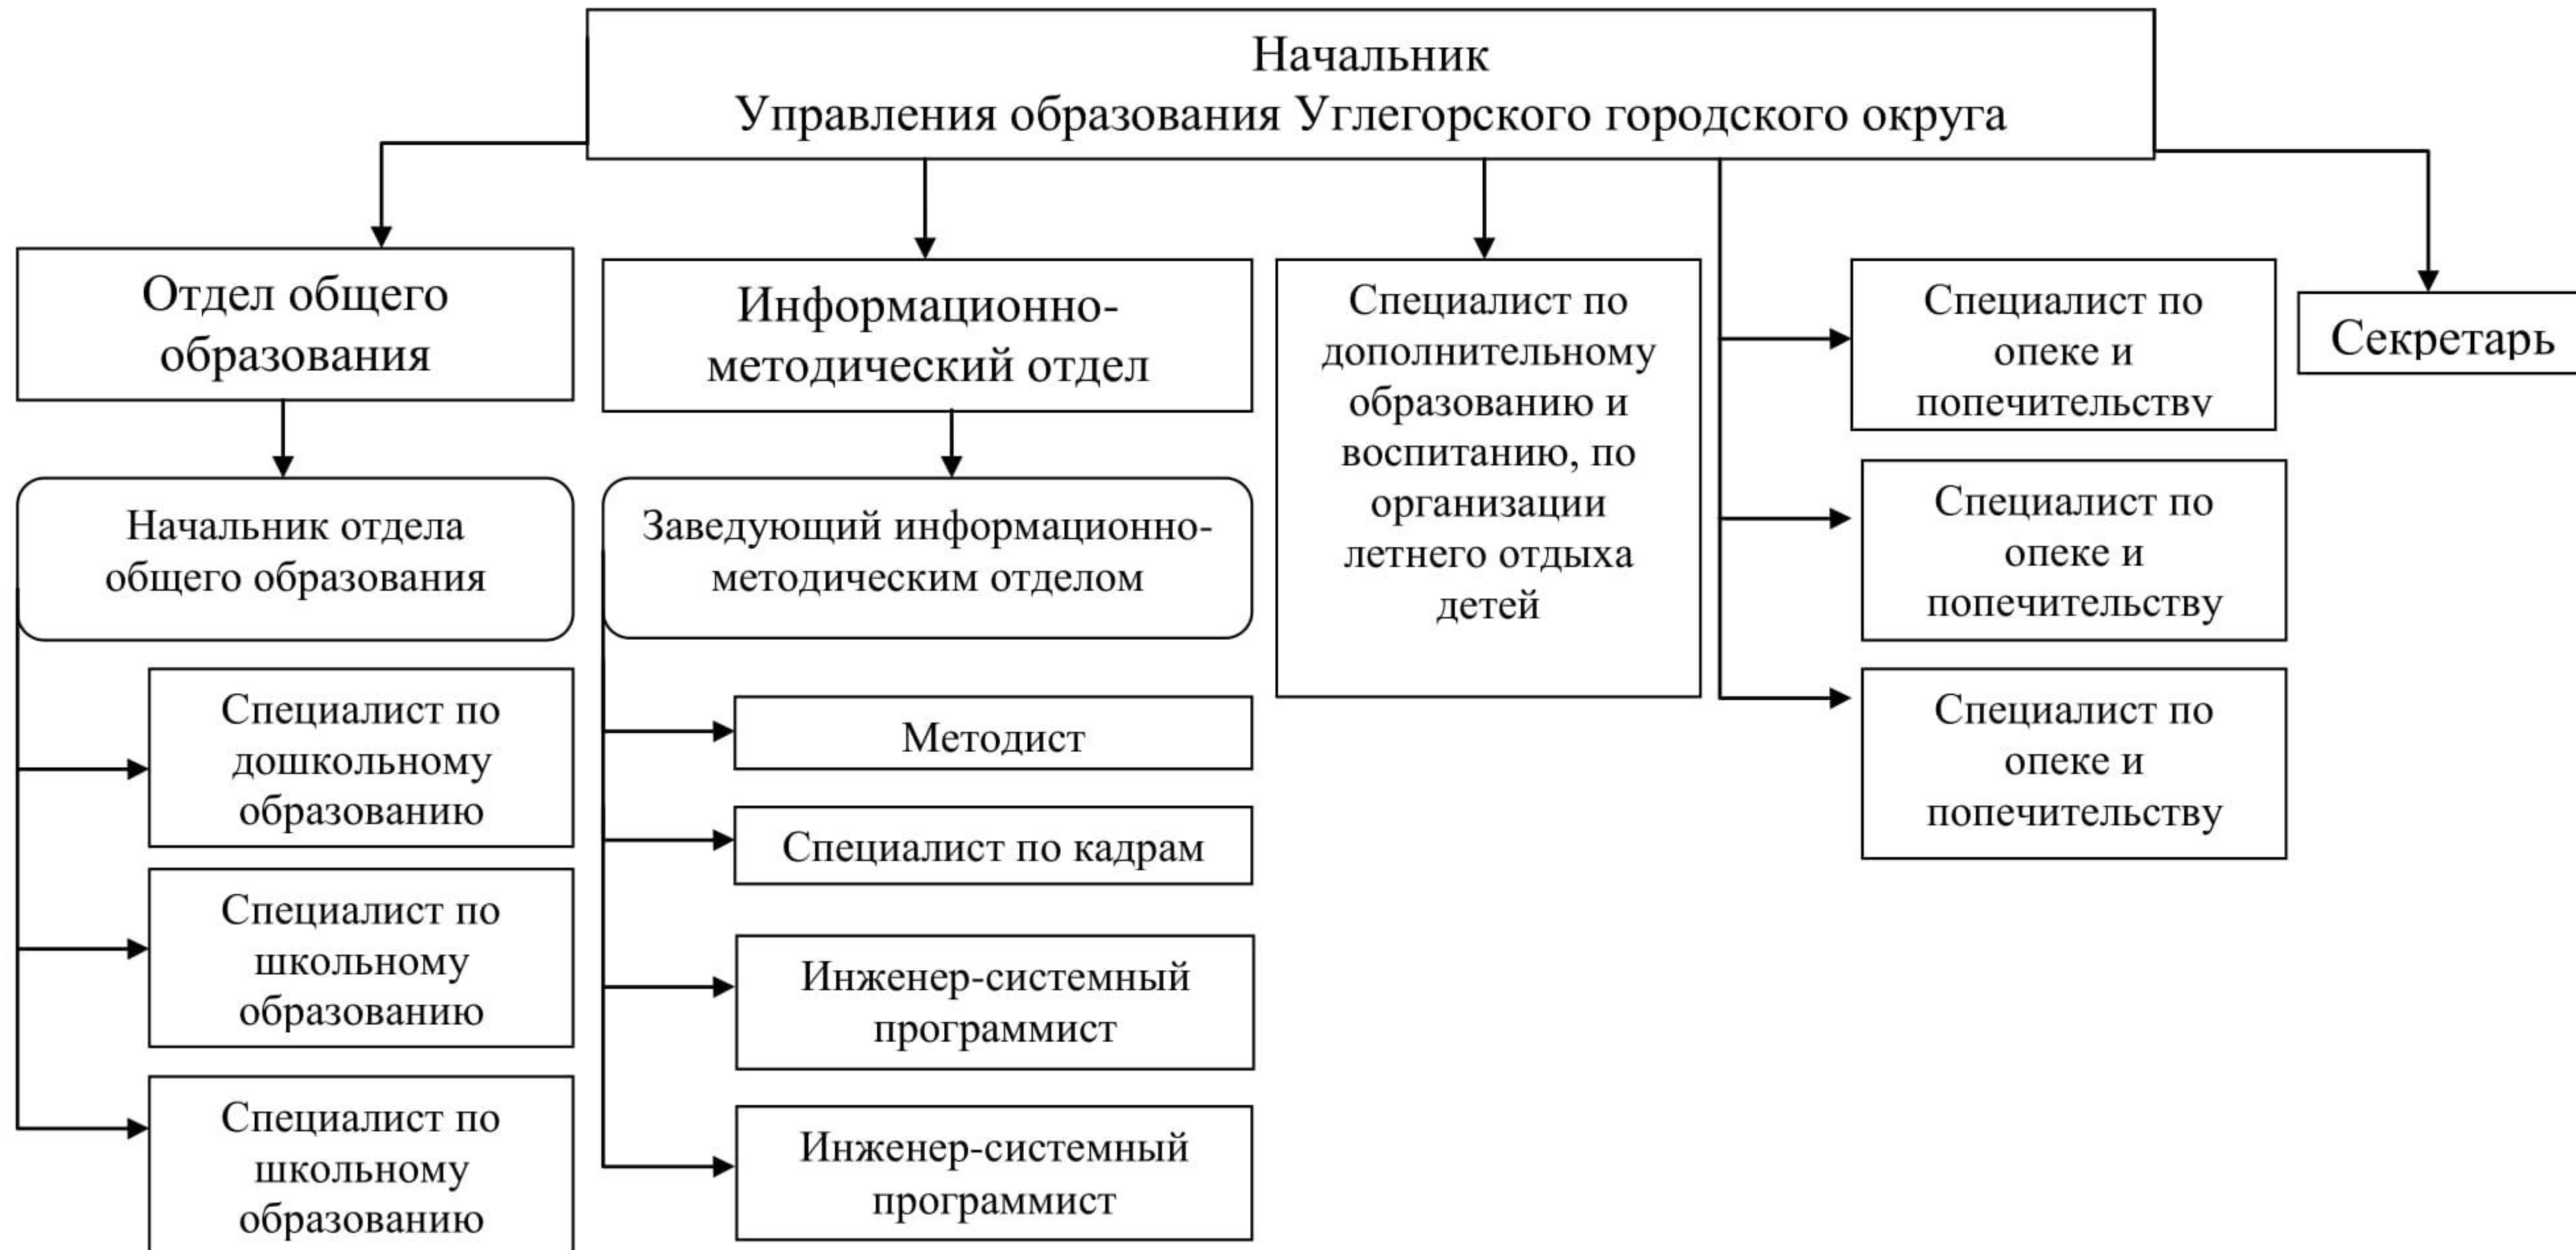 Начальник
Управления образования Углегорского городского округа
Отдел общего
образования
Информационно-
методический отдел
Специалист по
дополнительному
образованию и
воспитанию, по
организации
летнего отдыха
детей
Специалист по
опеке и
попечительству
Секретарь
Начальник отдела
общего образования
Заведующий информационно-
методическим отделом
Специалист по
опеке и
попечительству
Специалист по
дошкольному
образованию
Методист
Специалист по
опеке и
попечительству
Специалист по кадрам
Специалист по
школьному
образованию
Инженер-системный
программист
Специалист по
школьному
образованию
Инженер-системный
программист